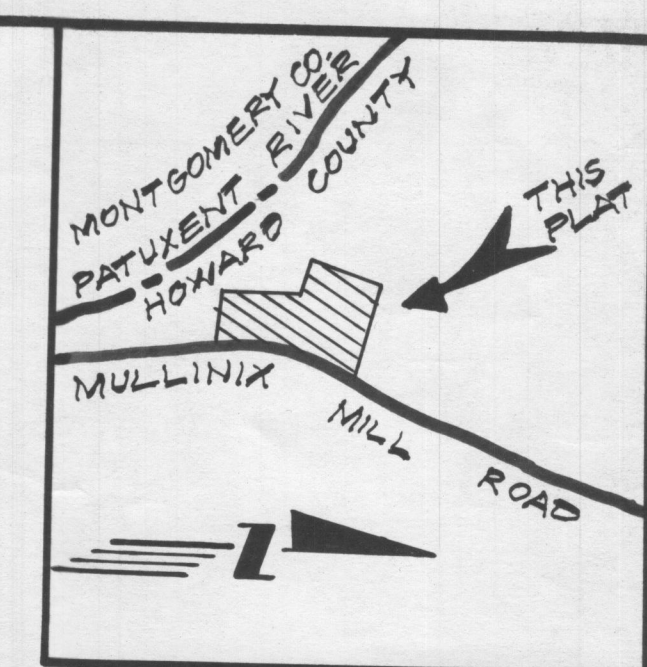 MONTGOMERY CO.
PATUXENT RIVER
HOWARD COUNTY
THIS
PLAT
MULLINIX MILL ROAD
N